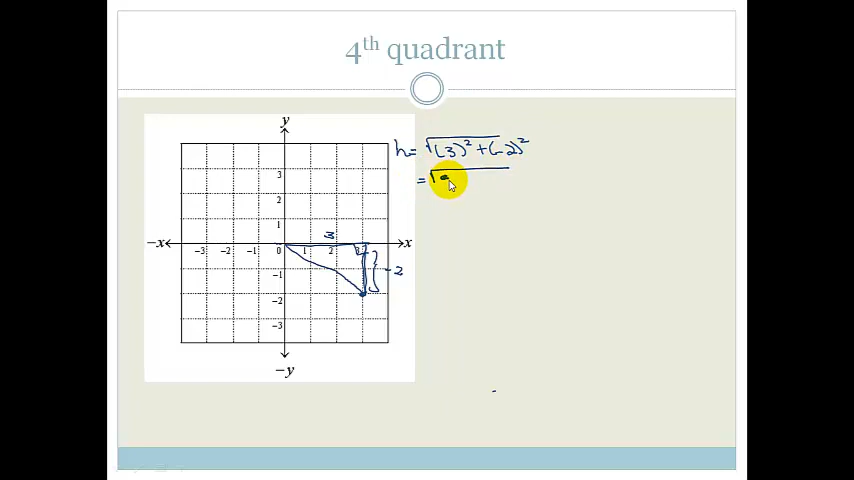 4th quadrant
y
h= √(3)² + (-2)²
= √
3
2
1
3
−x −3 −2 −1 0 1 2 3 x
−1
-2
−2
−3
−y